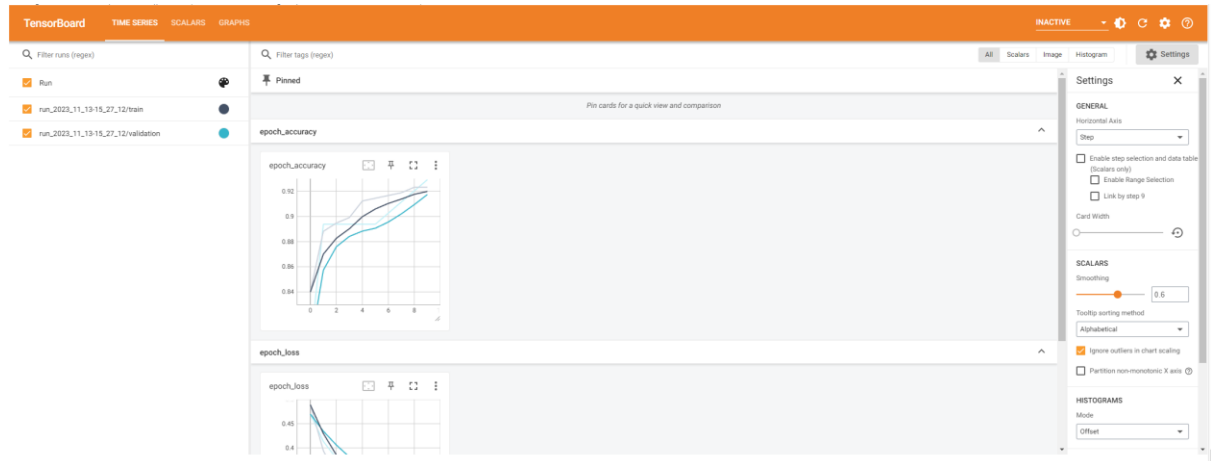 TensorBoard TIME SERIES SCALARS GRAPHS INACTIVE
Filter runs (regex)
Run
run_2023_11_13-15_27_12/train
run_2023_11_13-15_27_12/validation
Filter tags (regex)
All Scalars Image Histogram Settings
Pinned
Pin cards for a quick view and comparison
epoch_accuracy
epoch_accuracy
0.92
0.9
0.88
0.86
0.84
0 2 4 6 8
epoch_loss
epoch_loss
0.45
0.4
Settings
GENERAL
Horizontal Axis
Step
Enable step selection and data table
(Scalars only)
Enable Range Selection
Link by step 9
Card Width
SCALARS
Smoothing
0.6
Tooltip sorting method
Alphabetical
Ignore outliers in chart scaling
Partition non-monotonic X axis
HISTOGRAMS
Mode
Offset